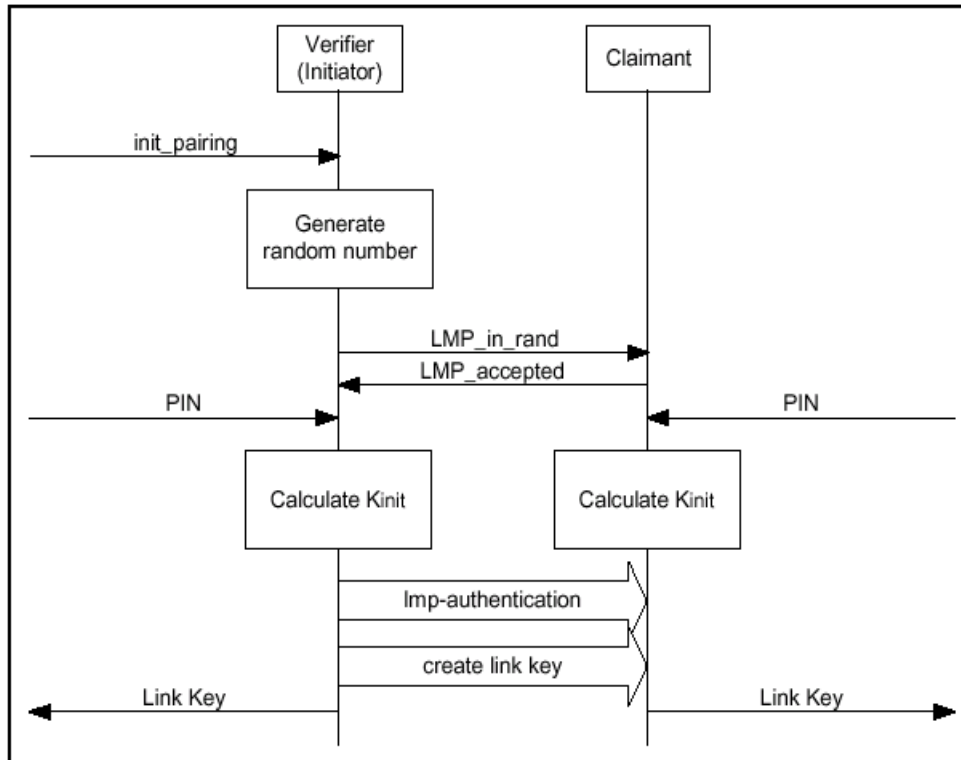 Verifier
(Initiator)
Claimant
init_pairing
Generate
random number
LMP_in_rand
LMP_accepted
PIN
PIN
Calculate Kinit
Calculate Kinit
lmp-authentication
create link key
Link Key
Link Key